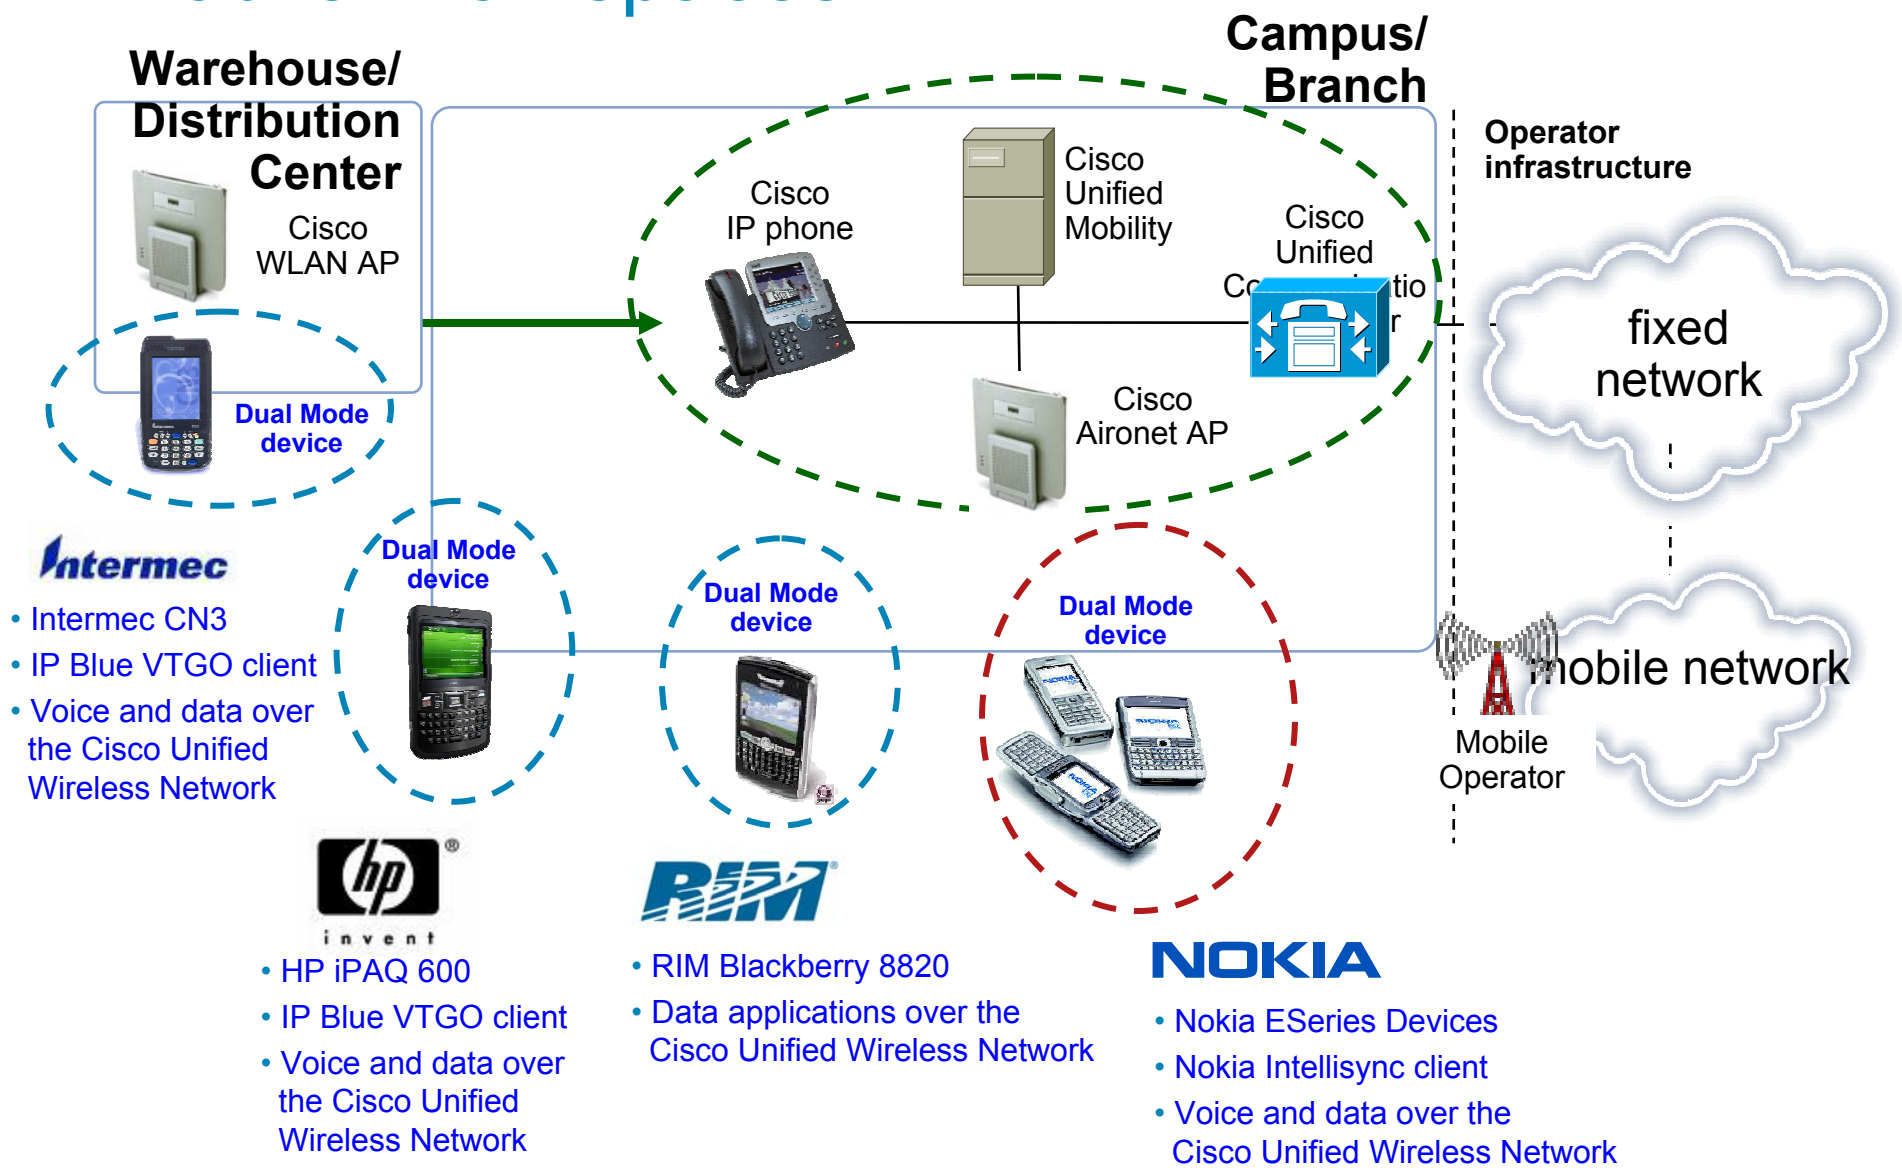 Warehouse/
Distribution
Center
Cisco
WLAN AP
Dual Mode
device
Campus/
Branch
Cisco
IP phone
Cisco
Unified
Mobility
Cisco
Unified
Cisco
Aironet AP
Operator
infrastructure
fixed
network
mobile network
Mobile
Operator
Dual Mode
device
Dual Mode
device
Dual Mode
device
NOKIA
NOKIA
NOKIA
Intermec
• Intermec CN3
• IP Blue VTGO client
• Voice and data over
the Cisco Unified
Wireless Network
hp®
invent
• HP iPAQ 600
• IP Blue VTGO client
• Voice and data over
the Cisco Unified
Wireless Network
RIM®
• RIM Blackberry 8820
• Data applications over the
Cisco Unified Wireless Network
NOKIA
• Nokia ESeries Devices
• Nokia Intellisync client
• Voice and data over the
Cisco Unified Wireless Network